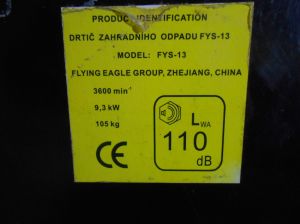 PRODUCT IDENTIFICATION
DRTIČ ZAHRADNÍHO ODPADU FYS-13
MODEL: FYS-13
FLYING EAGLE GROUP, ZHEJIANG, CHINA
3600 min⁻¹
9,3 kW
105 kg
CE
LWA
110
dB